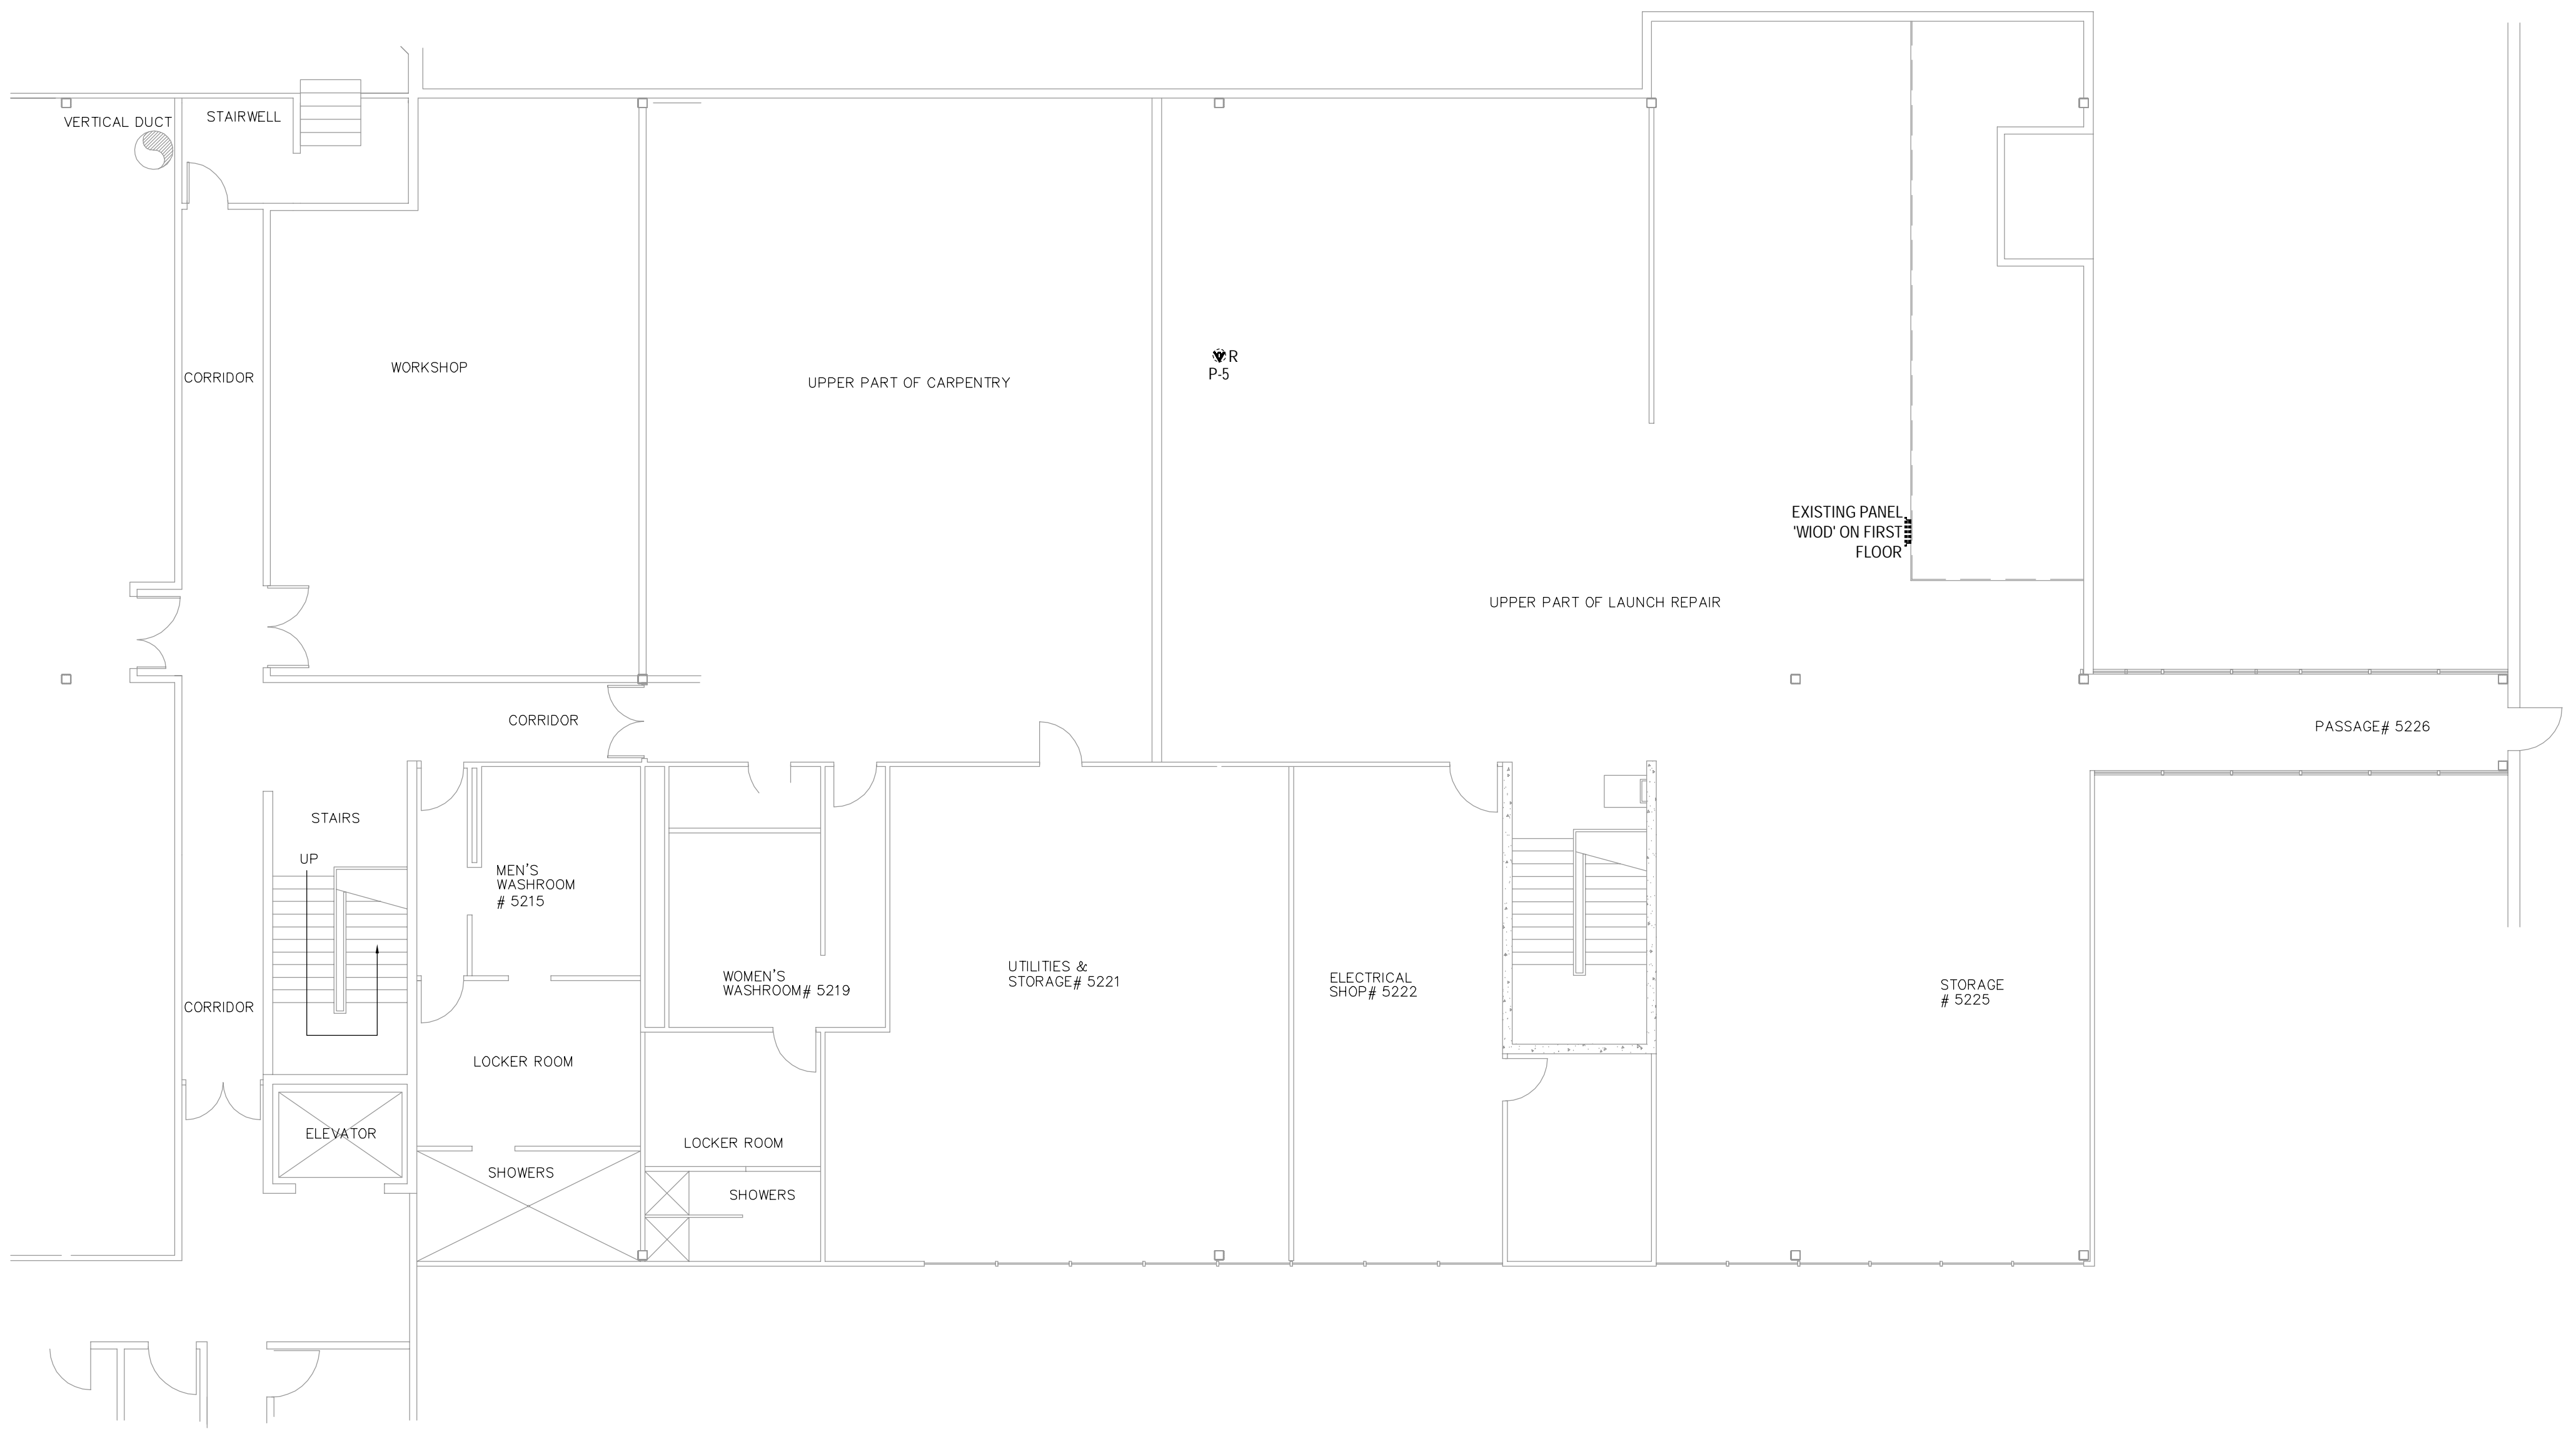 VERTICAL DUCT
STAIRWELL
CORRIDOR
WORKSHOP
UPPER PART OF CARPENTRY
R
P-5
EXISTING PANEL
'WIOD' ON FIRST
FLOOR
UPPER PART OF LAUNCH REPAIR
CORRIDOR
PASSAGE# 5226
STAIRS
UP
MEN'S
WASHROOM
# 5215
WOMEN'S
WASHROOM# 5219
UTILITIES &
STORAGE# 5221
ELECTRICAL
SHOP# 5222
STORAGE
# 5225
CORRIDOR
LOCKER ROOM
ELEVATOR
LOCKER ROOM
SHOWERS
SHOWERS